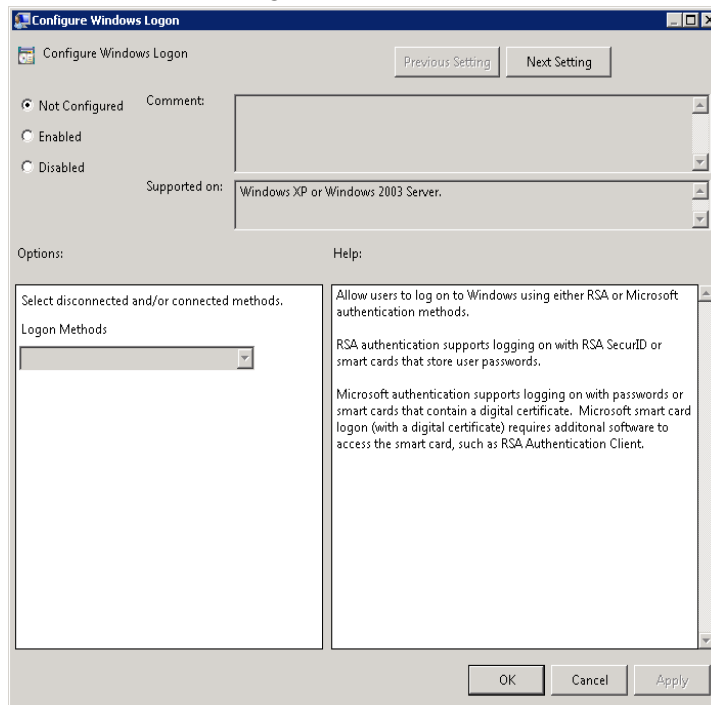 Configure Windows Logon
Configure Windows Logon
Previous Setting
Next Setting
Not Configured
Comment:
Enabled
Disabled
Supported on:
Windows XP or Windows 2003 Server.
Options:
Help:
Select disconnected and/or connected methods.
Logon Methods
Allow users to log on to Windows using either RSA or Microsoft
authentication methods.
RSA authentication supports logging on with RSA SecurID or
smart cards that store user passwords.
Microsoft authentication supports logging on with passwords or
smart cards that contain a digital certificate. Microsoft smart card
logon (with a digital certificate) requires additonal software to
access the smart card, such as RSA Authentication Client.
OK
Cancel
Apply